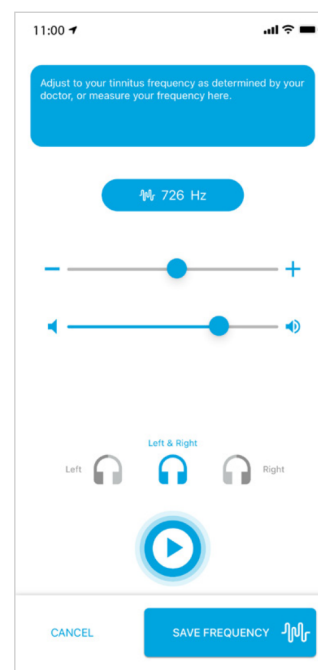 11:00
Adjust to your tinnitus frequency as determined by your
doctor, or measure your frequency here.
726 Hz
Left & Right
Left
Right
CANCEL
SAVE FREQUENCY